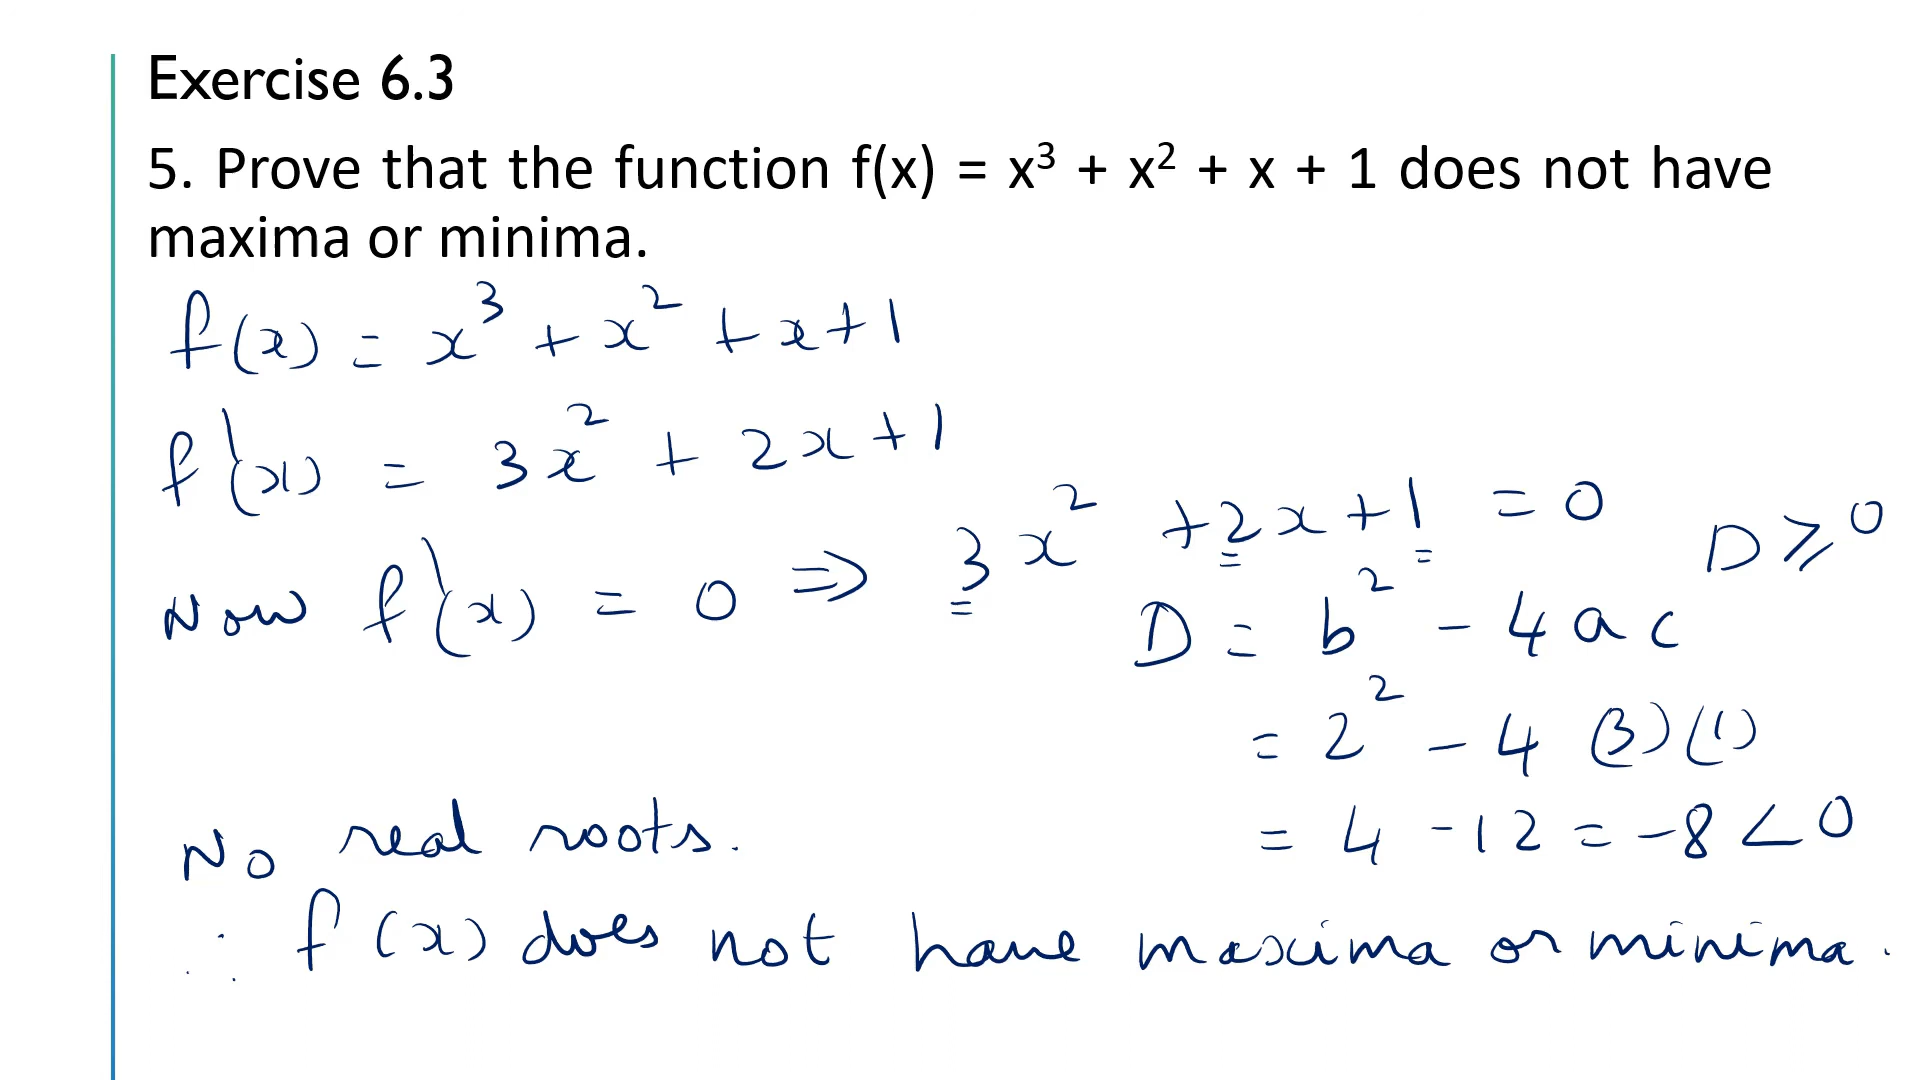 Exercise 6.3
5. Prove that the function f(x) = x³ + x² + x + 1 does not have
maxima or minima.
f(x) = x³ + x² + x + 1
f'(x) = 3x² + 2x + 1
Now f'(x) = 0 ⇒ 3x² + 2x + 1 = 0 D ≥ 0
D = b² - 4ac
= 2² - 4 (3)(1)
= 4 - 12 = -8 < 0
No real roots.
∴ f(x) does not have maxima or minima.